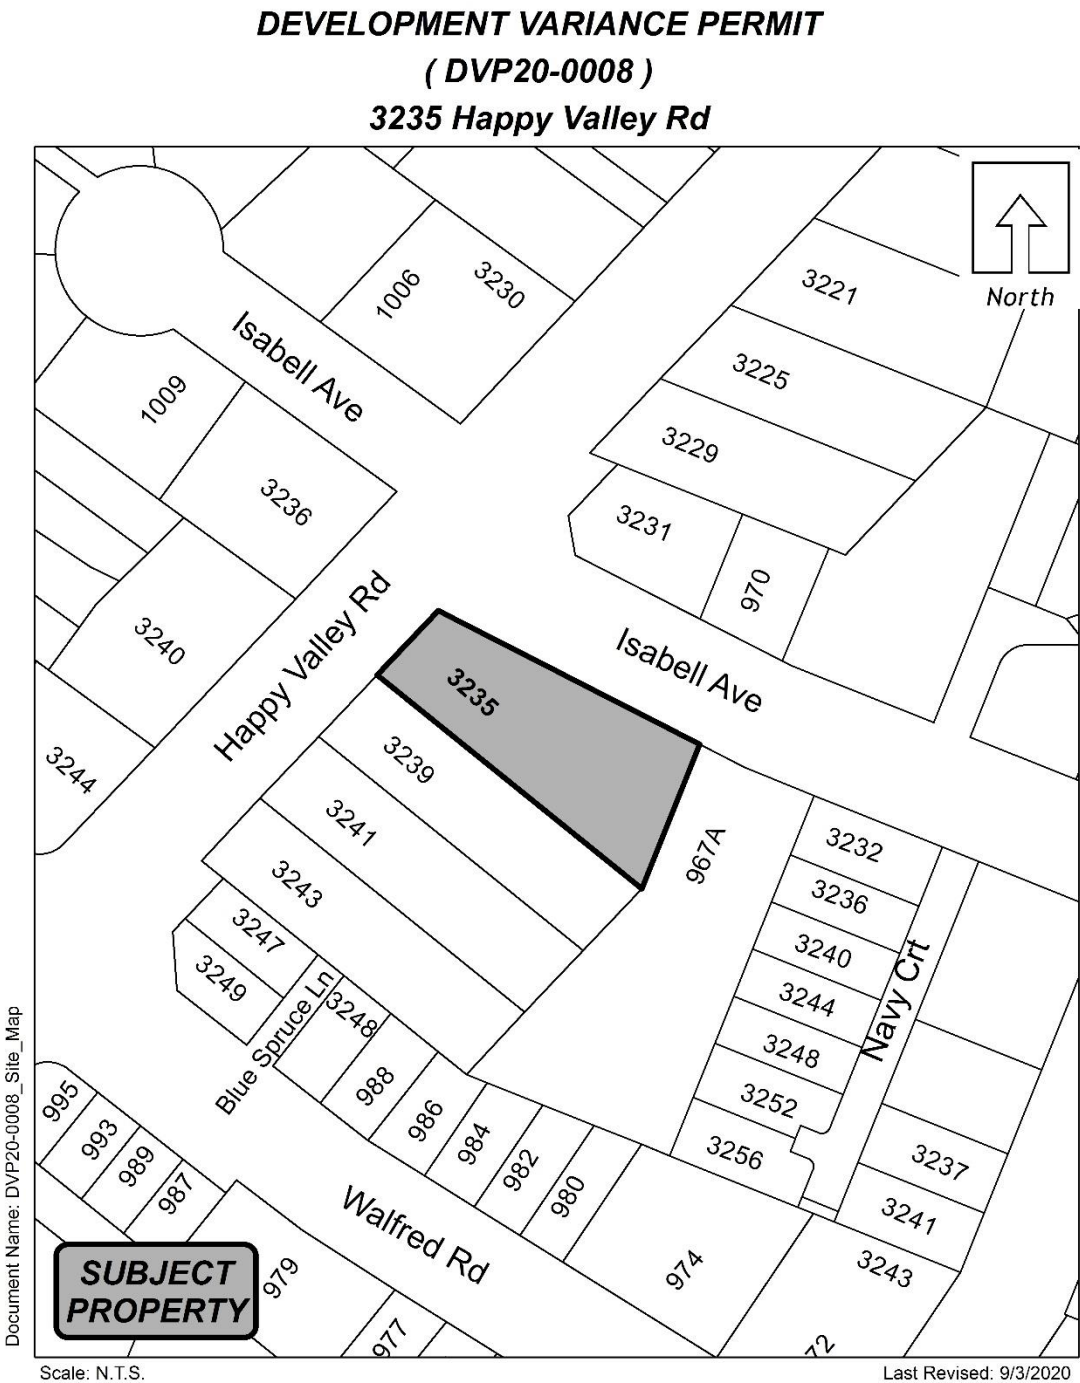 DEVELOPMENT VARIANCE PERMIT
( DVP20-0008 )
3235 Happy Valley Rd
North
3221
3230
1006
Isabell Ave
3225
1009
3229
3236
3231
970
Happy Valley Rd
3240
Isabell Ave
3235
3244
3239
3241
967A
3232
3243
3236
3247
3240
3249
Navy Crt
3244
Blue Spruce Ln
3248
3248
988
3252
995
986
993
984
3256
989
982
3237
987
980
3241
Walfred Rd
974
3243
979
977
72
SUBJECT
PROPERTY
Document Name: DVP20-0008_Site_Map
Scale: N.T.S.
Last Revised: 9/3/2020